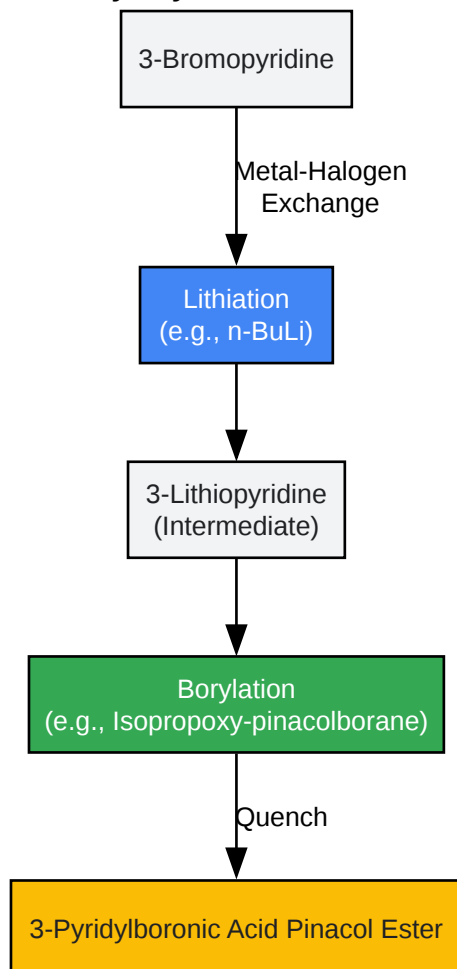 3-Bromopyridine
Metal-Halogen
Exchange
Lithiation
(e.g., n-BuLi)
3-Lithiopyridine
(Intermediate)
Borylation
(e.g., Isopropoxy-pinacolborane)
Quench
3-Pyridylboronic Acid Pinacol Ester